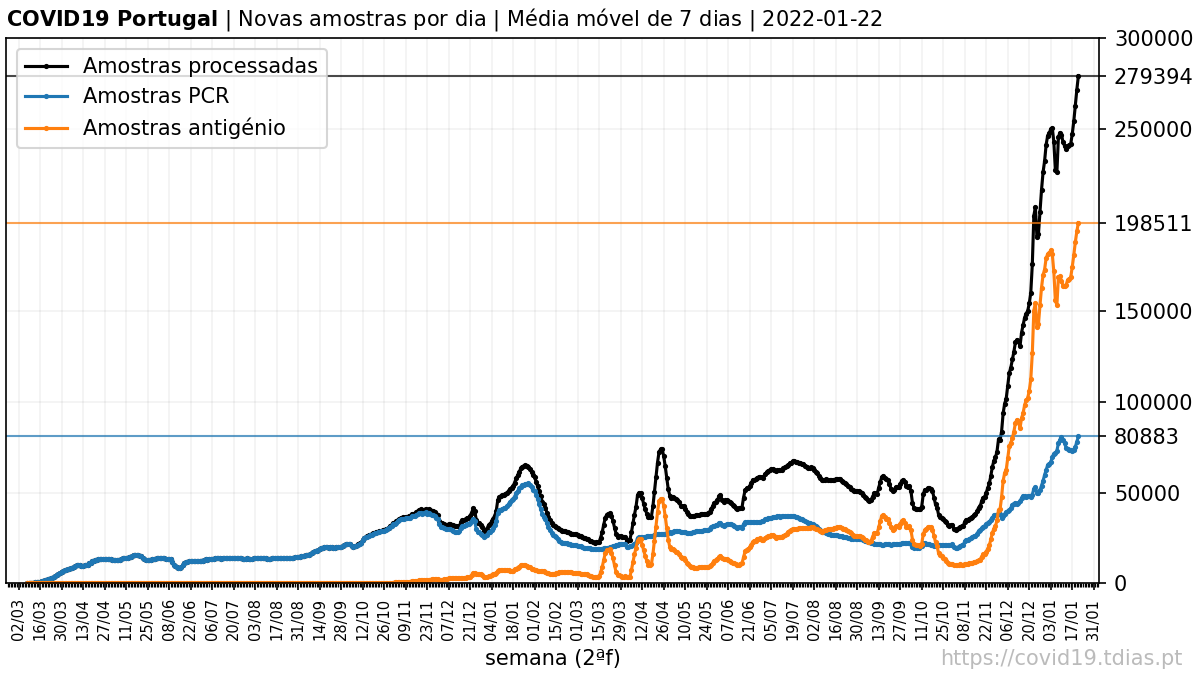 COVID19 Portugal | Novas amostras por dia | Média móvel de 7 dias | 2022-01-22
Amostras processadas
Amostras PCR
Amostras antigénio
300000
279394
250000
198511
150000
100000
80883
50000
0
02/03 16/03 30/03 13/04 27/04 11/05 25/05 08/06 22/06 06/07 20/07 03/08 17/08 31/08 14/09 28/09 12/10 26/10 09/11 23/11 07/12 21/12 04/01 18/01 01/02 15/02 01/03 15/03 29/03 12/04 26/04 10/05 24/05 07/06 21/06 05/07 19/07 02/08 16/08 30/08 13/09 27/09 11/10 25/10 08/11 22/11 06/12 20/12 03/01 17/01 31/01
semana (2ªf)
https://covid19.tdias.pt